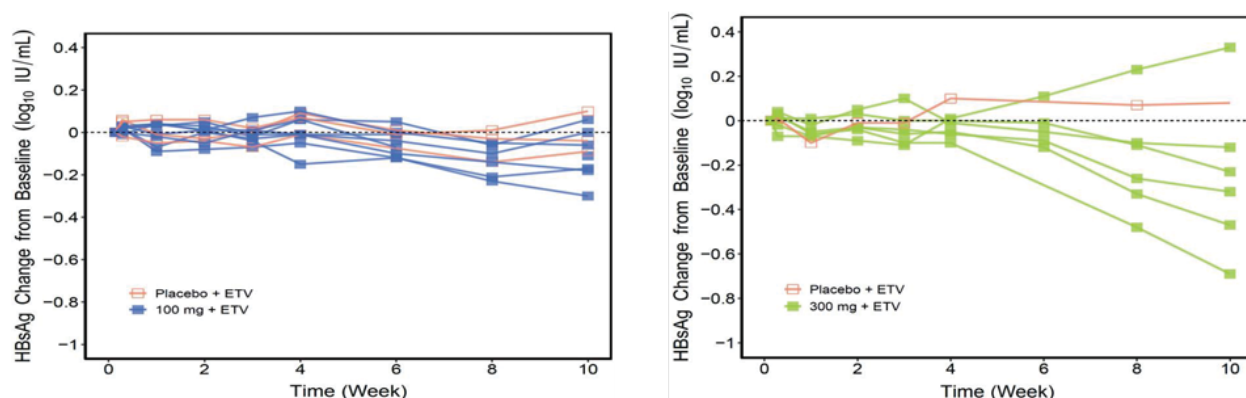 HBsAg Change from Baseline (log₁₀ IU/mL)
0.4
0.2
0
−0.2
−0.4
−0.6
−0.8
−1
Placebo + ETV
100 mg + ETV
0 2 4 6 8 10
Time (Week)
HBsAg Change from Baseline (log₁₀ IU/mL)
0.4
0.2
0
−0.2
−0.4
−0.6
−0.8
−1
Placebo + ETV
300 mg + ETV
0 2 4 6 8 10
Time (Week)